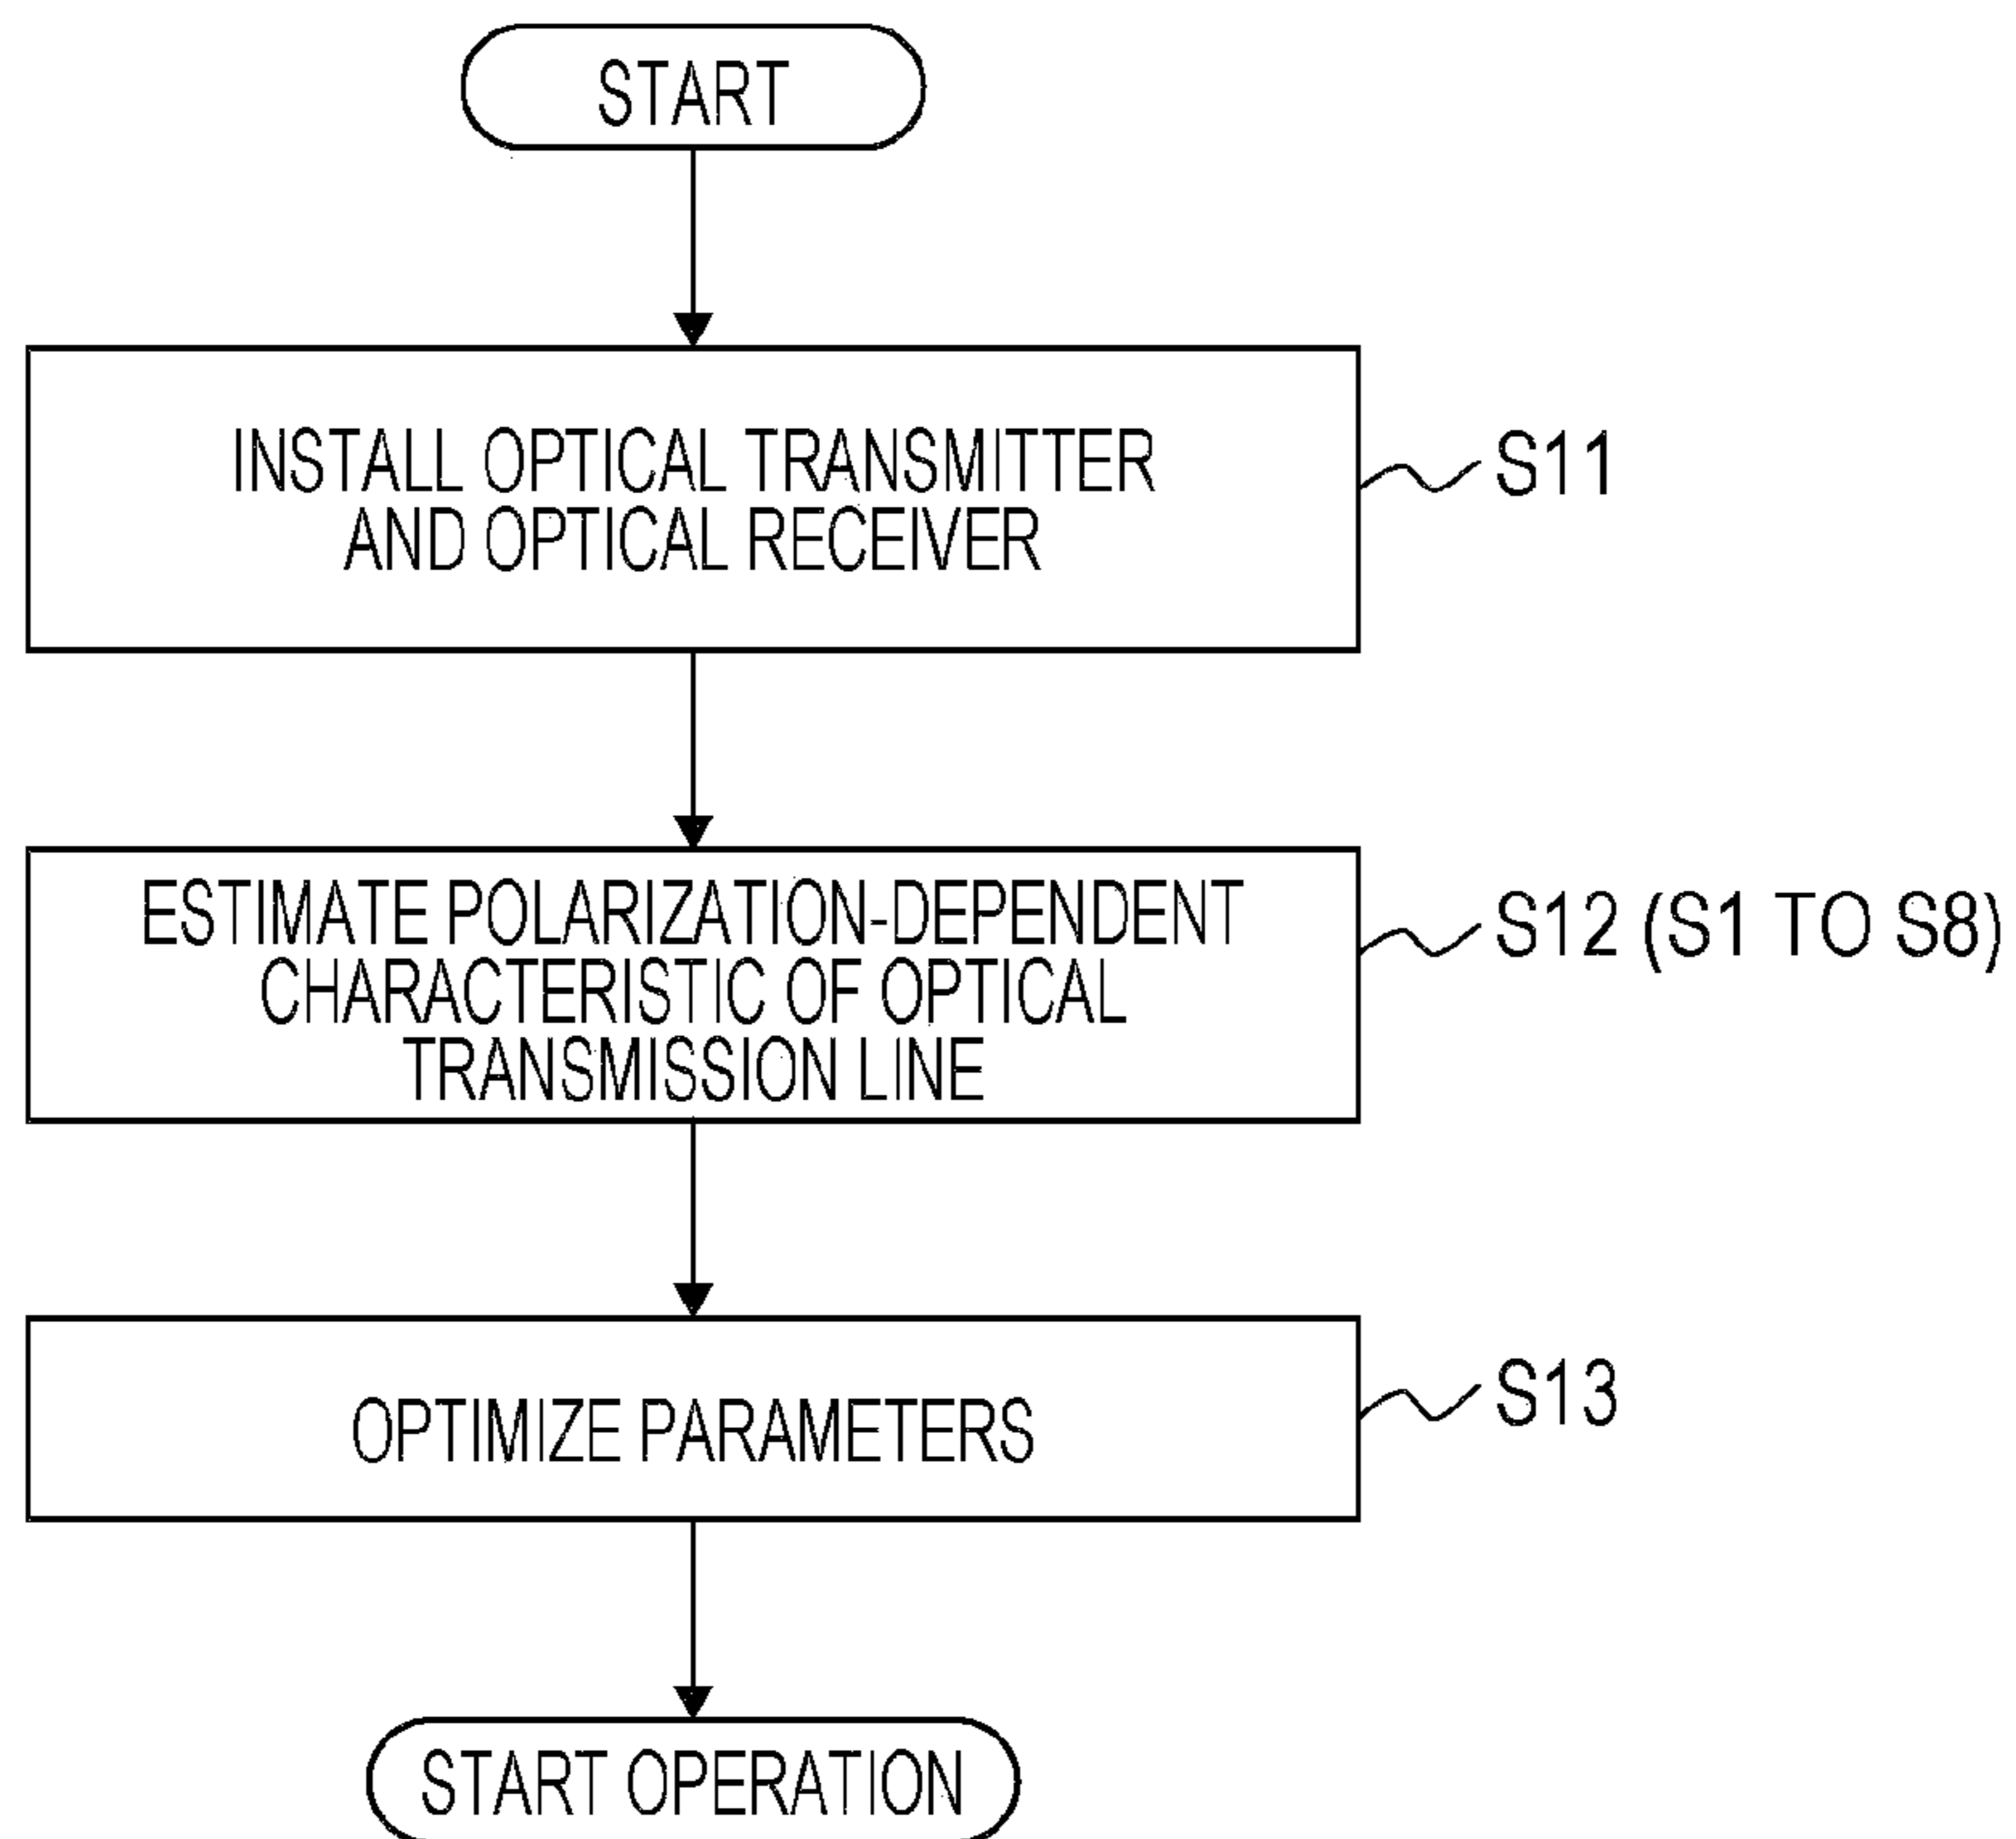 START
INSTALL OPTICAL TRANSMITTER
AND OPTICAL RECEIVER
S11
ESTIMATE POLARIZATION-DEPENDENT
CHARACTERISTIC OF OPTICAL
TRANSMISSION LINE
S12 (S1 TO S8)
OPTIMIZE PARAMETERS
S13
START OPERATION